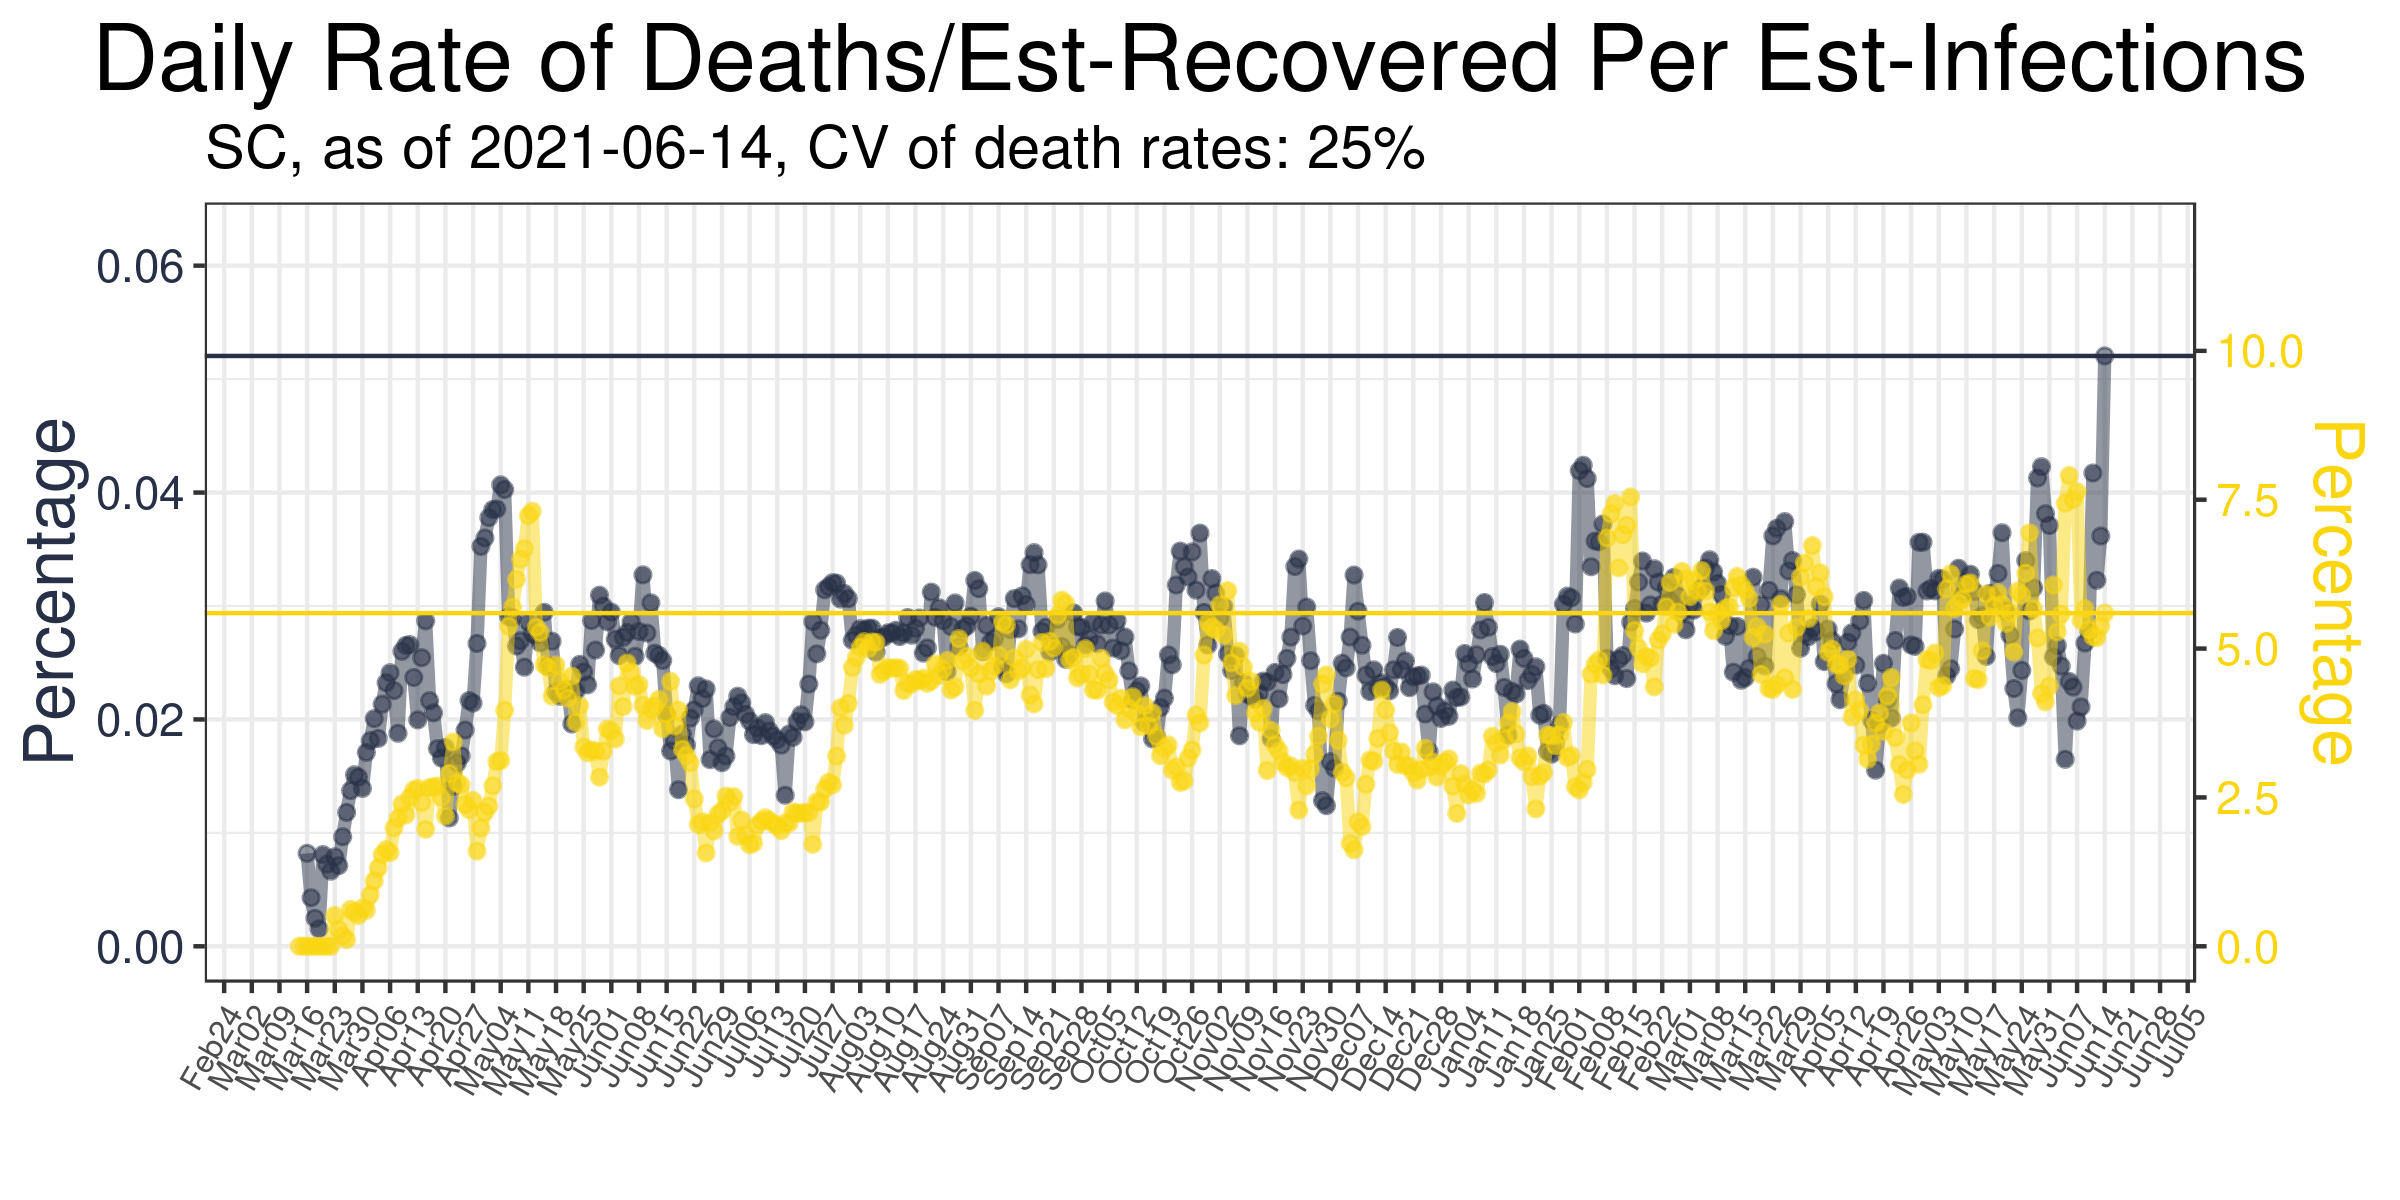 Daily Rate of Deaths/Est-Recovered Per Est-Infections
SC, as of 2021-06-14, CV of death rates: 25%
Percentage
0.06
0.04
0.02
0.00
10.0
7.5
5.0
2.5
0.0
Percentage
Feb24
Mar02
Mar09
Mar16
Mar23
Mar30
Apr06
Apr13
Apr20
Apr27
May04
May11
May18
May25
Jun01
Jun08
Jun15
Jun22
Jun29
Jul06
Jul13
Jul20
Jul27
Aug03
Aug10
Aug17
Aug24
Aug31
Sep07
Sep14
Sep21
Sep28
Oct05
Oct12
Oct19
Oct26
Nov02
Nov09
Nov16
Nov23
Nov30
Dec07
Dec14
Dec21
Dec28
Jan04
Jan11
Jan18
Jan25
Feb01
Feb08
Feb15
Feb22
Mar01
Mar08
Mar15
Mar22
Mar29
Apr05
Apr12
Apr19
Apr26
May03
May10
May17
May24
May31
Jun07
Jun14
Jun21
Jun28
Jul05